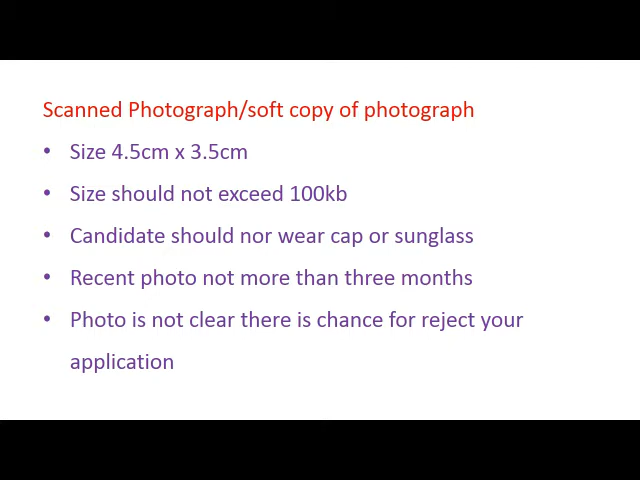 Scanned Photograph/soft copy of photograph
• Size 4.5cm x 3.5cm
• Size should not exceed 100kb
• Candidate should nor wear cap or sunglass
• Recent photo not more than three months
• Photo is not clear there is chance for reject your
application